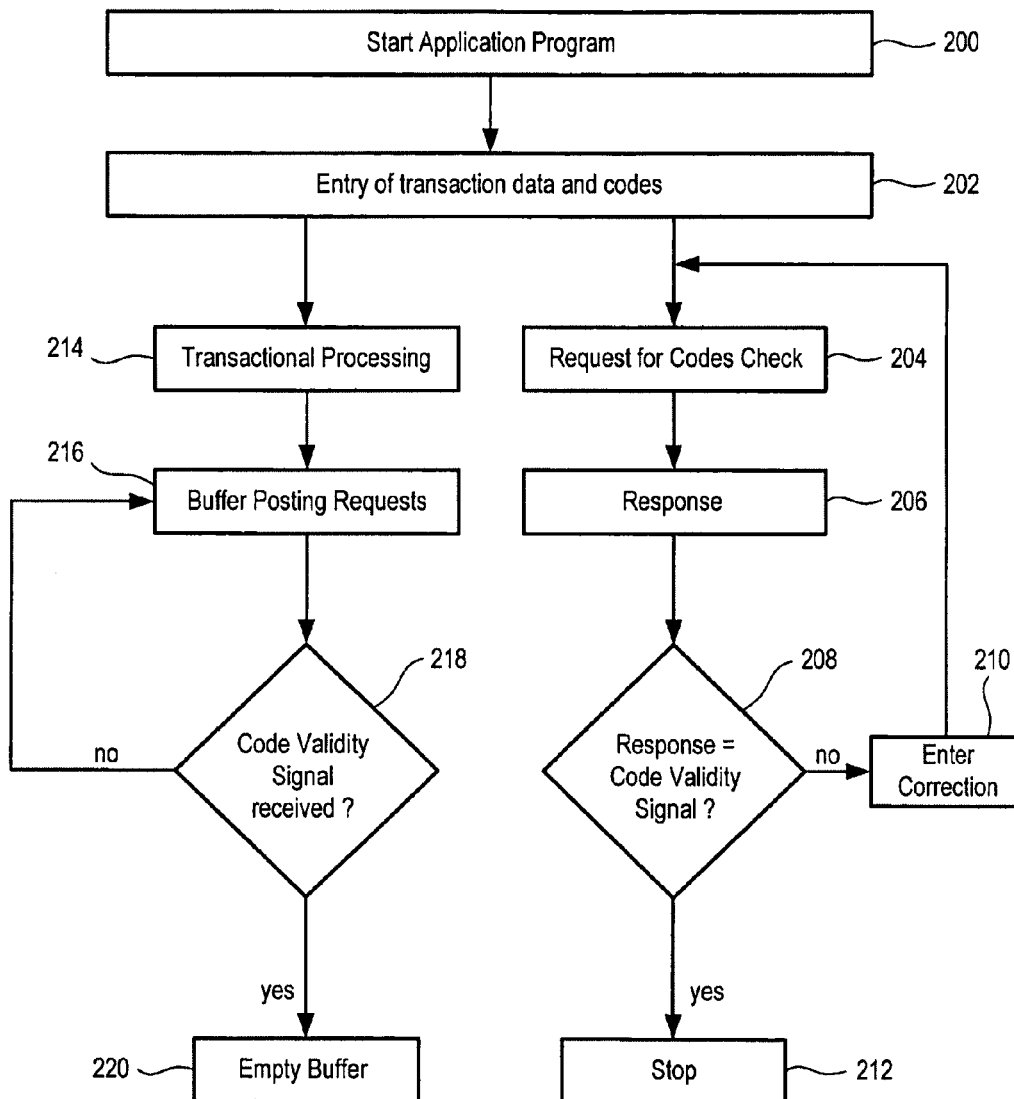 Start Application Program
200
Entry of transaction data and codes
202
214
Transactional Processing
Request for Codes Check
204
216
Buffer Posting Requests
Response
206
218
208
210
no
Code Validity
Signal
received ?
Response =
Code Validity
Signal ?
no
Enter
Correction
yes
yes
220
Empty Buffer
Stop
212